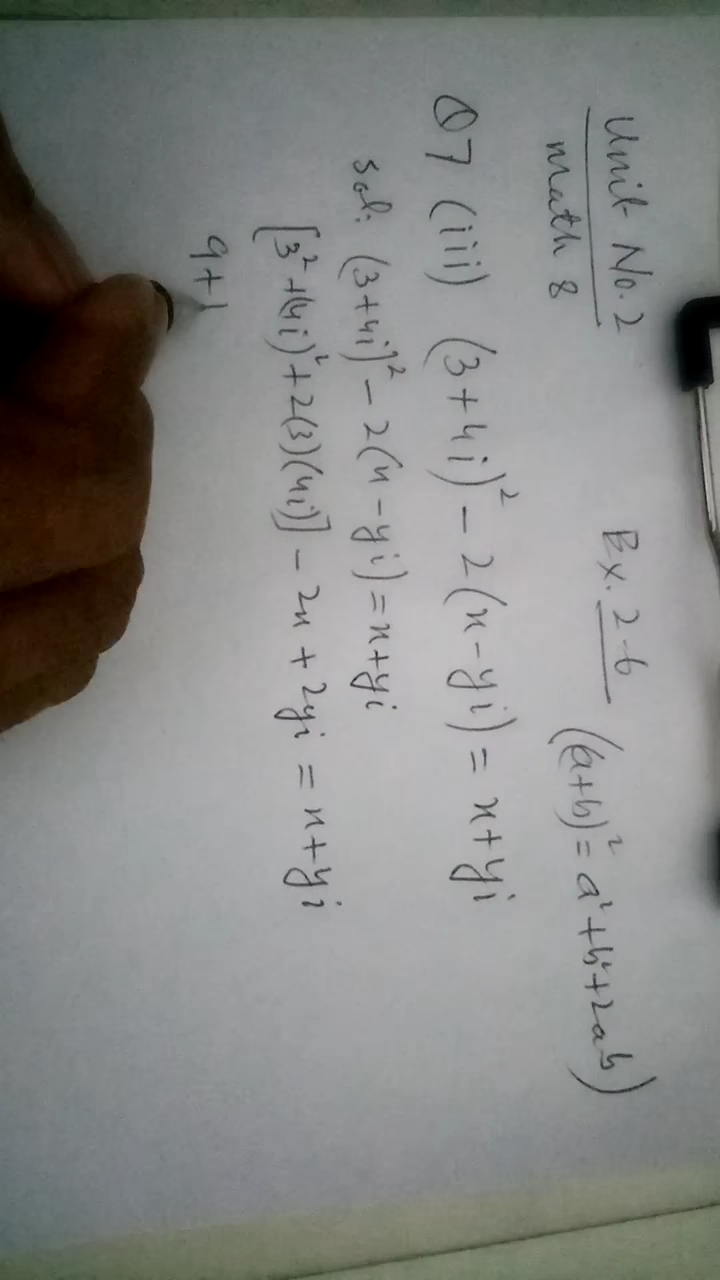 Unit No. 2
Math 8
Ex. 2.6
(a+b)² = a² + b² + 2ab)
Q7 (iii) (3+4i)² - 2(x-yi) = x+yi
Sol: (3+4i)² - 2(x-yi) = x+yi
[3² + (4i)² + 2(3)(4i)] - 2x + 2yi = x+yi
9+1